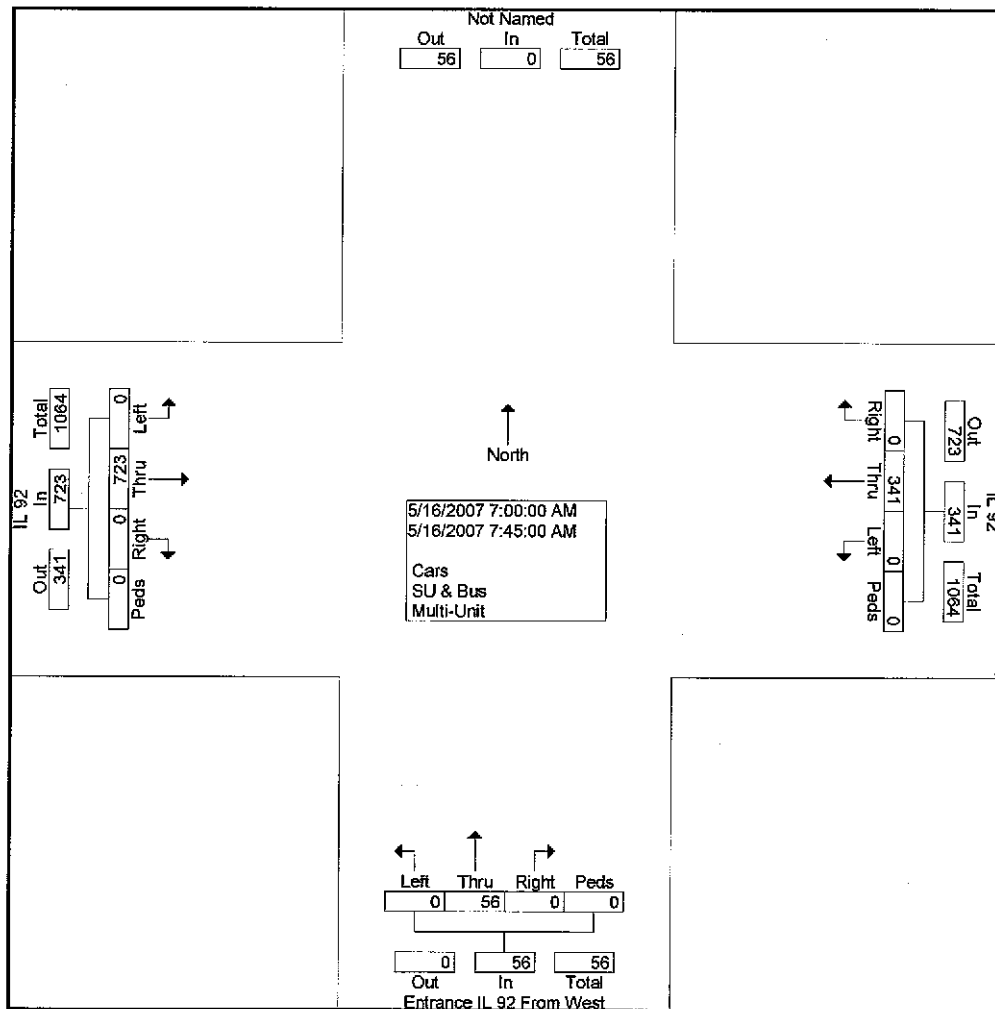 Not Named
Out In Total
56 0 56
Total 1064
In 723
Out 341
IL 92
0 723 0 0
Left Thru Right Peds
North
5/16/2007 7:00:00 AM
5/16/2007 7:45:00 AM
Cars
SU & Bus
Multi-Unit
Right Thru Left Peds
0 341 0 0
Out 723
In 341
Total 1064
IL 92
Left Thru Right Peds
0 56 0 0
0 56 56
Out In Total
Entrance IL 92 From West